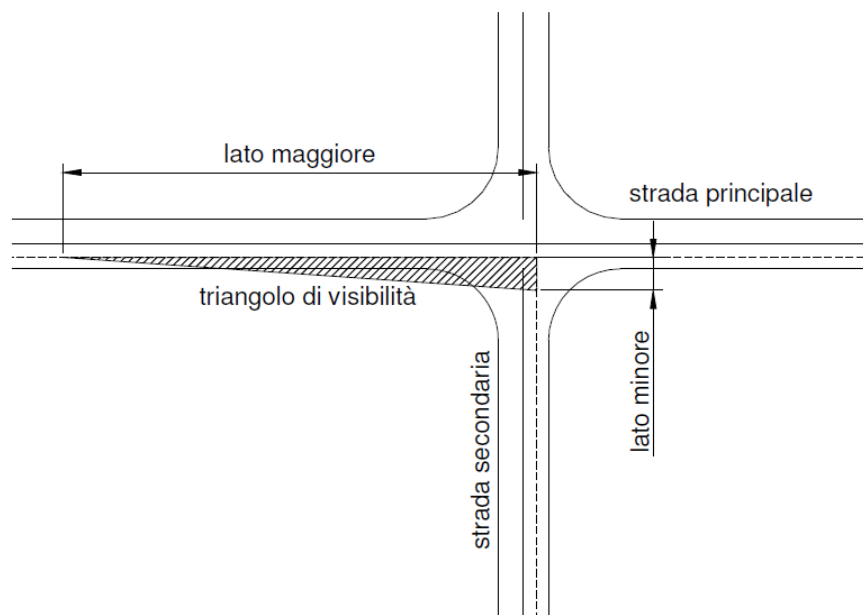 lato maggiore
strada principale
triangolo di visibilità
strada secondaria
lato minore